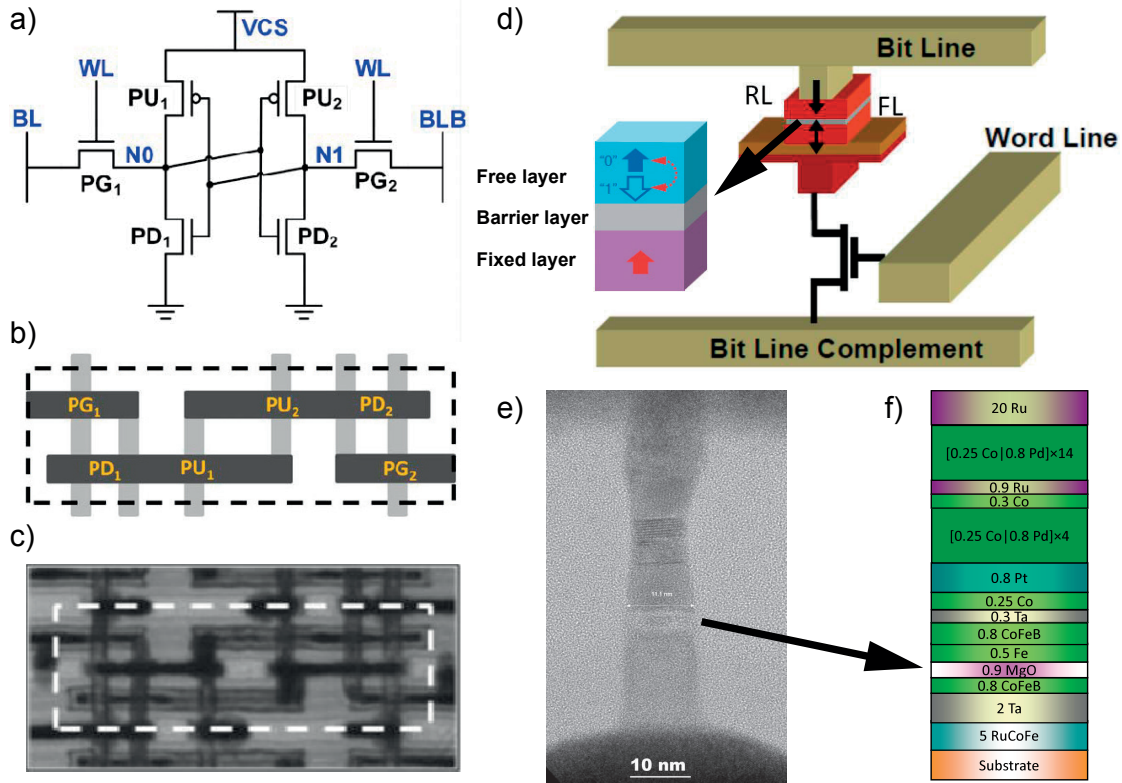 a)
VCS
WL
PU₁
PU₂
WL
BL
N0
N1
BLB
PG₁
PG₂
PD₁
PD₂
b)
PG₁
PU₂
PD₂
PD₁
PU₁
PG₂
c)
d)
Bit Line
RL
FL
Word Line
"0"
"1"
Free layer
Barrier layer
Fixed layer
Bit Line Complement
e)
11.1 nm
10 nm
f)
20 Ru
[0.25 Co|0.8 Pd]×14
0.9 Ru
0.3 Co
[0.25 Co|0.8 Pd]×4
0.8 Pt
0.25 Co
0.3 Ta
0.8 CoFeB
0.5 Fe
0.9 MgO
0.8 CoFeB
2 Ta
5 RuCoFe
Substrate